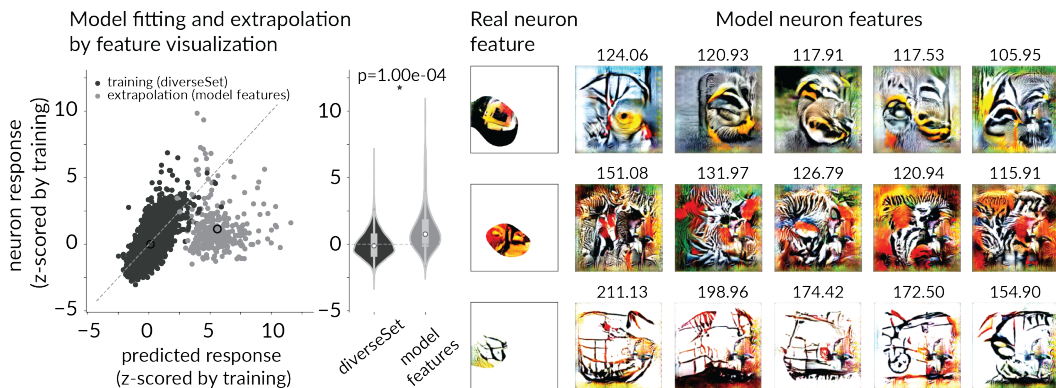 Model fitting and extrapolation
by feature visualization
training (diverseSet)
extrapolation (model features)
neuron response
(z-scored by training)
10
5
0
−5
−5
0
5
10
predicted response
(z-scored by training)
p=1.00e-04
*
10
5
0
−5
diverseSet
model
features
Real neuron
feature
Model neuron features
124.06 120.93 117.91 117.53 105.95
151.08 131.97 126.79 120.94 115.91
211.13 198.96 174.42 172.50 154.90